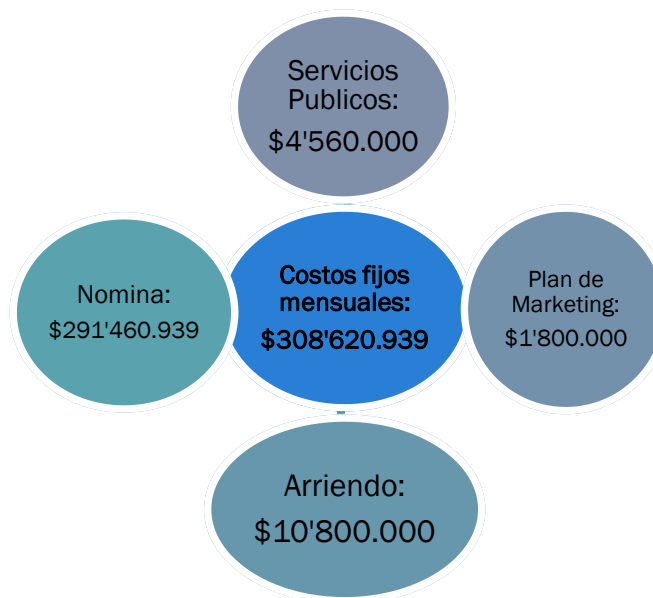 Servicios
Publicos:
$4'560.000
Nomina:
$291'460.939
Costos fijos
mensuales:
$308'620.939
Plan de
Marketing:
$1'800.000
Arriendo:
$10'800.000